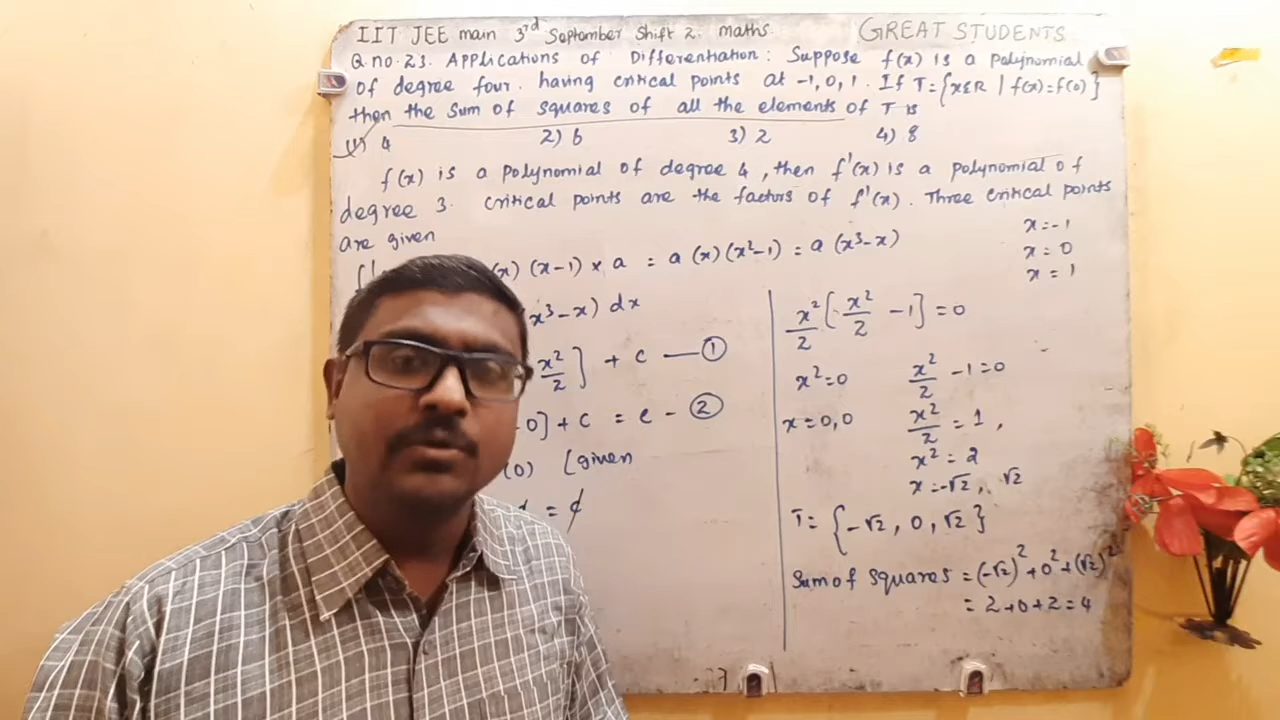 IIT JEE main 3rd September Shift 2 maths. GREAT STUDENTS
Q no.23. Applications of Differentiation: Suppose f(x) is a polynomial
of degree four having critical points at -1, 0, 1. If T={xεR | f(x)=f(0)}
then the sum of squares of all the elements of T is
(1) 4 2) 6 3) 2 4) 8
f(x) is a polynomial of degree 4, then f'(x) is a polynomial of
degree 3. critical points are the factors of f'(x). Three critical points
are given
x=-1
x=0
x=1
(x) (x-1) × a = a(x)(x²-1) = a(x³-x)
(x³-x) dx
x²/2] + c — ①
0] + c = c - ②
(0) [given
= ¢
x²/2 [x²/2 - 1] = 0
x²=0 x²/2 - 1=0
x=0,0 x²/2 = 1,
x² = 2
x=-√2, √2
T= {-√2, 0, √2}
Sum of squares = (-√2)² + 0² + (√2)²
= 2+0+2=4